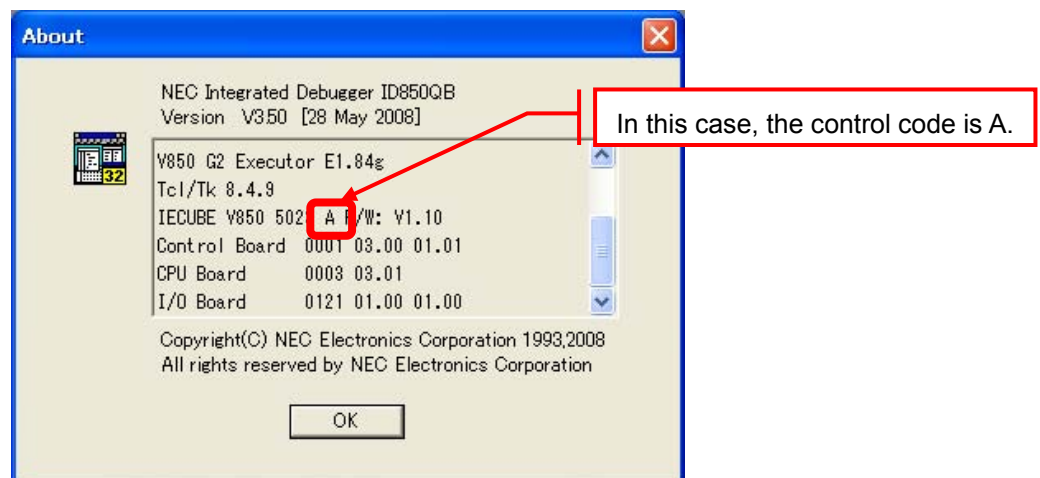 About
NEC Integrated Debugger ID850QB
Version V3.50 [28 May 2008]
In this case, the control code is A.
32
V850 G2 Executor E1.84g
Tcl/Tk 8.4.9
IECUBE V850 A F/W: V1.10
Control Board 0001 03.00 01.01
CPU Board 0003 03.01
I/O Board 0121 01.00 01.00
Copyright(C) NEC Electronics Corporation 1993,2008
All rights reserved by NEC Electronics Corporation
OK